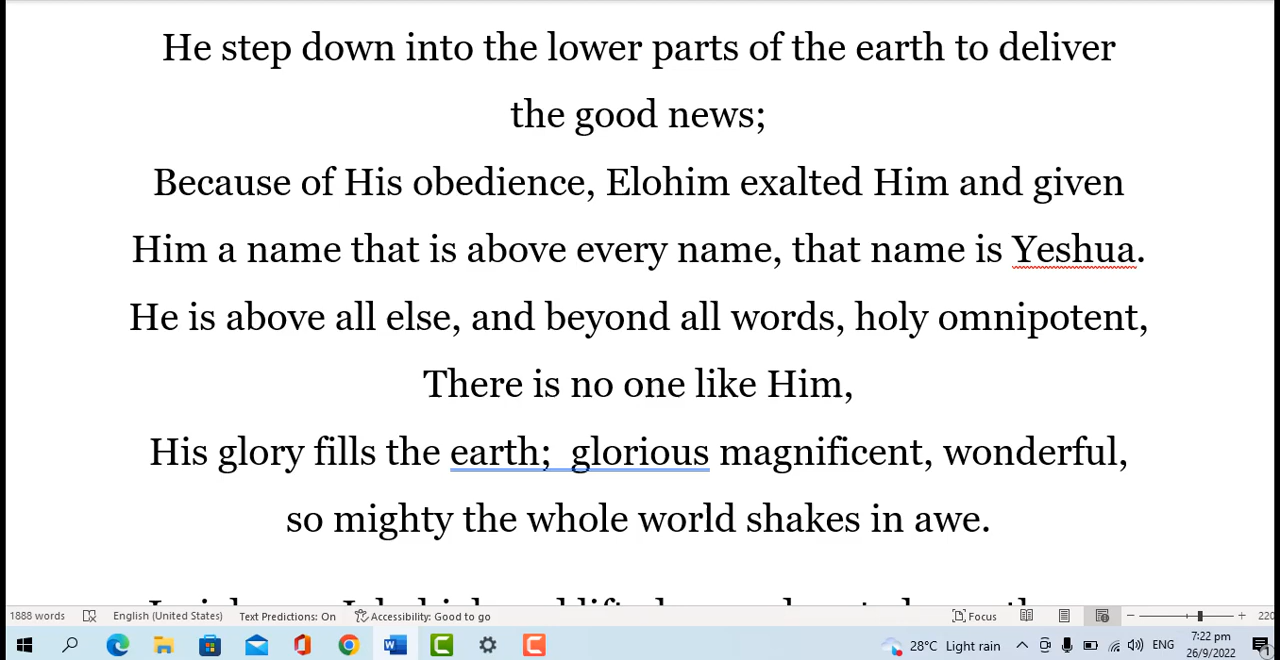 He step down into the lower parts of the earth to deliver
the good news;
Because of His obedience, Elohim exalted Him and given
Him a name that is above every name, that name is Yeshua.
He is above all else, and beyond all words, holy omnipotent,
There is no one like Him,
His glory fills the earth;  glorious magnificent, wonderful,
so mighty the whole world shakes in awe.
1888 words English (United States) Text Predictions: On Accessibility: Good to go Focus 220
28°C Light rain ENG 7:22 pm
26/9/2022